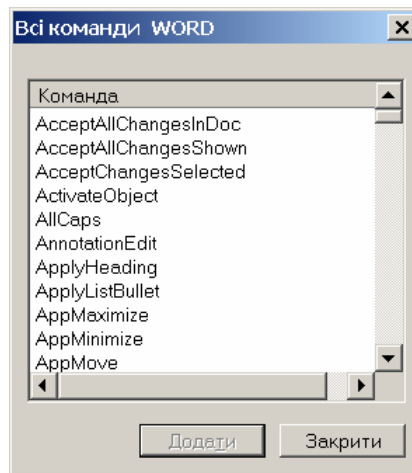 Всі команди WORD
Команда
AcceptAllChangesInDoc
AcceptAllChangesShown
AcceptChangesSelected
ActivateObject
AllCaps
AnnotationEdit
ApplyHeading
ApplyListBullet
AppMaximize
AppMinimize
AppMove
Додати
Закрити